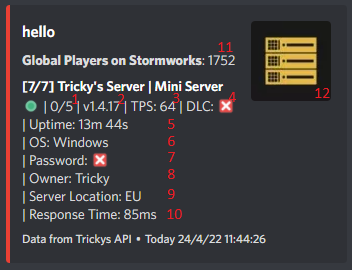 hello
11
Global Players on Stormworks: 1752
[7/7] Tricky's Server | Mini Server
1 2 3 4
| 0/5 | v1.4.17 | TPS: 64 | DLC: ❌
12
| Uptime: 13m 44s 5
| OS: Windows 6
| Password: ❌ 7
| Owner: Tricky 8
| Server Location: EU 9
| Response Time: 85ms 10
Data from Trickys API • Today 24/4/22 11:44:26